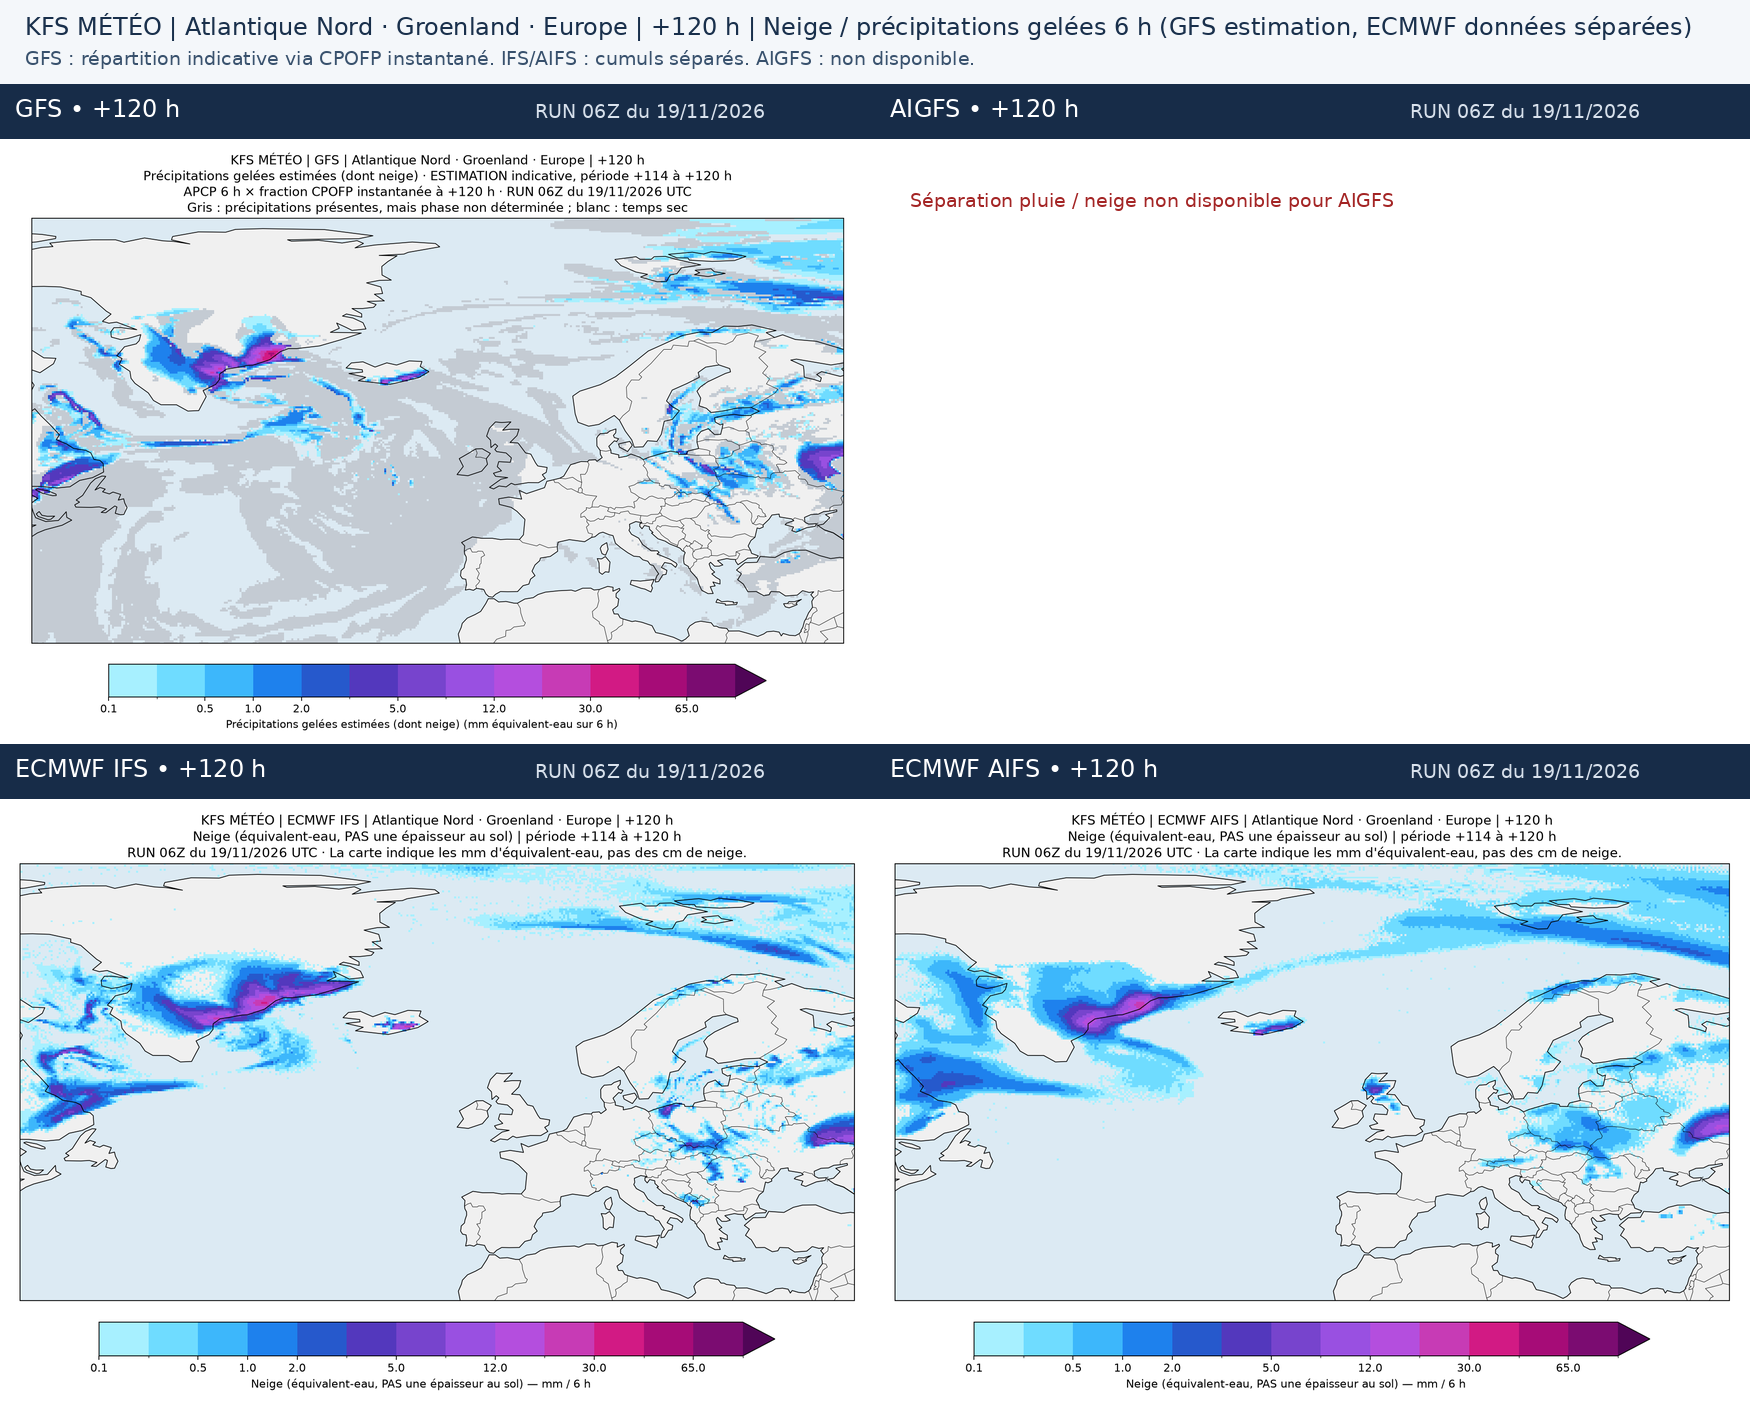 KFS MÉTÉO | Atlantique Nord · Groenland · Europe | +120 h | Neige / précipitations gelées 6 h (GFS estimation, ECMWF données séparées)
GFS : répartition indicative via CPOFP instantané. IFS/AIFS : cumuls séparés. AIGFS : non disponible.
GFS • +120 h
RUN 06Z du 19/11/2026
AIGFS • +120 h
RUN 06Z du 19/11/2026
KFS MÉTÉO | GFS | Atlantique Nord · Groenland · Europe | +120 h
Précipitations gelées estimées (dont neige) · ESTIMATION indicative, période +114 à +120 h
APCP 6 h × fraction CPOFP instantanée à +120 h · RUN 06Z du 19/11/2026 UTC
Gris : précipitations présentes, mais phase non déterminée ; blanc : temps sec
Séparation pluie / neige non disponible pour AIGFS
0.1 0.5 1.0 2.0 5.0 12.0 30.0 65.0
Précipitations gelées estimées (dont neige) (mm équivalent-eau sur 6 h)
ECMWF IFS • +120 h
RUN 06Z du 19/11/2026
ECMWF AIFS • +120 h
RUN 06Z du 19/11/2026
KFS MÉTÉO | ECMWF IFS | Atlantique Nord · Groenland · Europe | +120 h
Neige (équivalent-eau, PAS une épaisseur au sol) | période +114 à +120 h
RUN 06Z du 19/11/2026 UTC · La carte indique les mm d'équivalent-eau, pas des cm de neige.
0.1 0.5 1.0 2.0 5.0 12.0 30.0 65.0
Neige (équivalent-eau, PAS une épaisseur au sol) — mm / 6 h
KFS MÉTÉO | ECMWF AIFS | Atlantique Nord · Groenland · Europe | +120 h
Neige (équivalent-eau, PAS une épaisseur au sol) | période +114 à +120 h
RUN 06Z du 19/11/2026 UTC · La carte indique les mm d'équivalent-eau, pas des cm de neige.
0.1 0.5 1.0 2.0 5.0 12.0 30.0 65.0
Neige (équivalent-eau, PAS une épaisseur au sol) — mm / 6 h